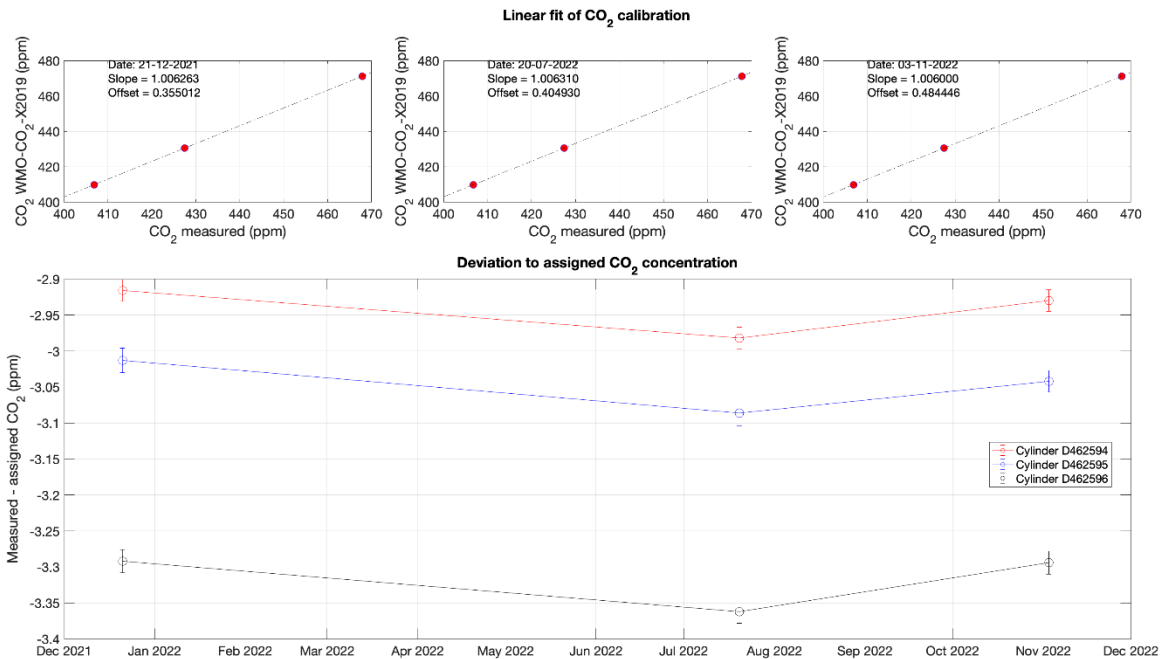 Linear fit of CO2 calibration
CO2 WMO-CO2-X2019 (ppm)
480
460
440
420
400
Date: 21-12-2021
Slope = 1.006263
Offset = 0.355012
400 410 420 430 440 450 460 470
CO2 measured (ppm)
CO2 WMO-CO2-X2019 (ppm)
480
460
440
420
400
Date: 20-07-2022
Slope = 1.006310
Offset = 0.404930
400 410 420 430 440 450 460 470
CO2 measured (ppm)
CO2 WMO-CO2-X2019 (ppm)
480
460
440
420
400
Date: 03-11-2022
Slope = 1.006000
Offset = 0.484446
400 410 420 430 440 450 460 470
CO2 measured (ppm)
Deviation to assigned CO2 concentration
Measured - assigned CO2 (ppm)
-2.9
-2.95
-3
-3.05
-3.1
-3.15
-3.2
-3.25
-3.3
-3.35
-3.4
Cylinder D462594
Cylinder D462595
Cylinder D462596
Dec 2021 Jan 2022 Feb 2022 Mar 2022 Apr 2022 May 2022 Jun 2022 Jul 2022 Aug 2022 Oct 2022 Nov 2022 Dec 2022